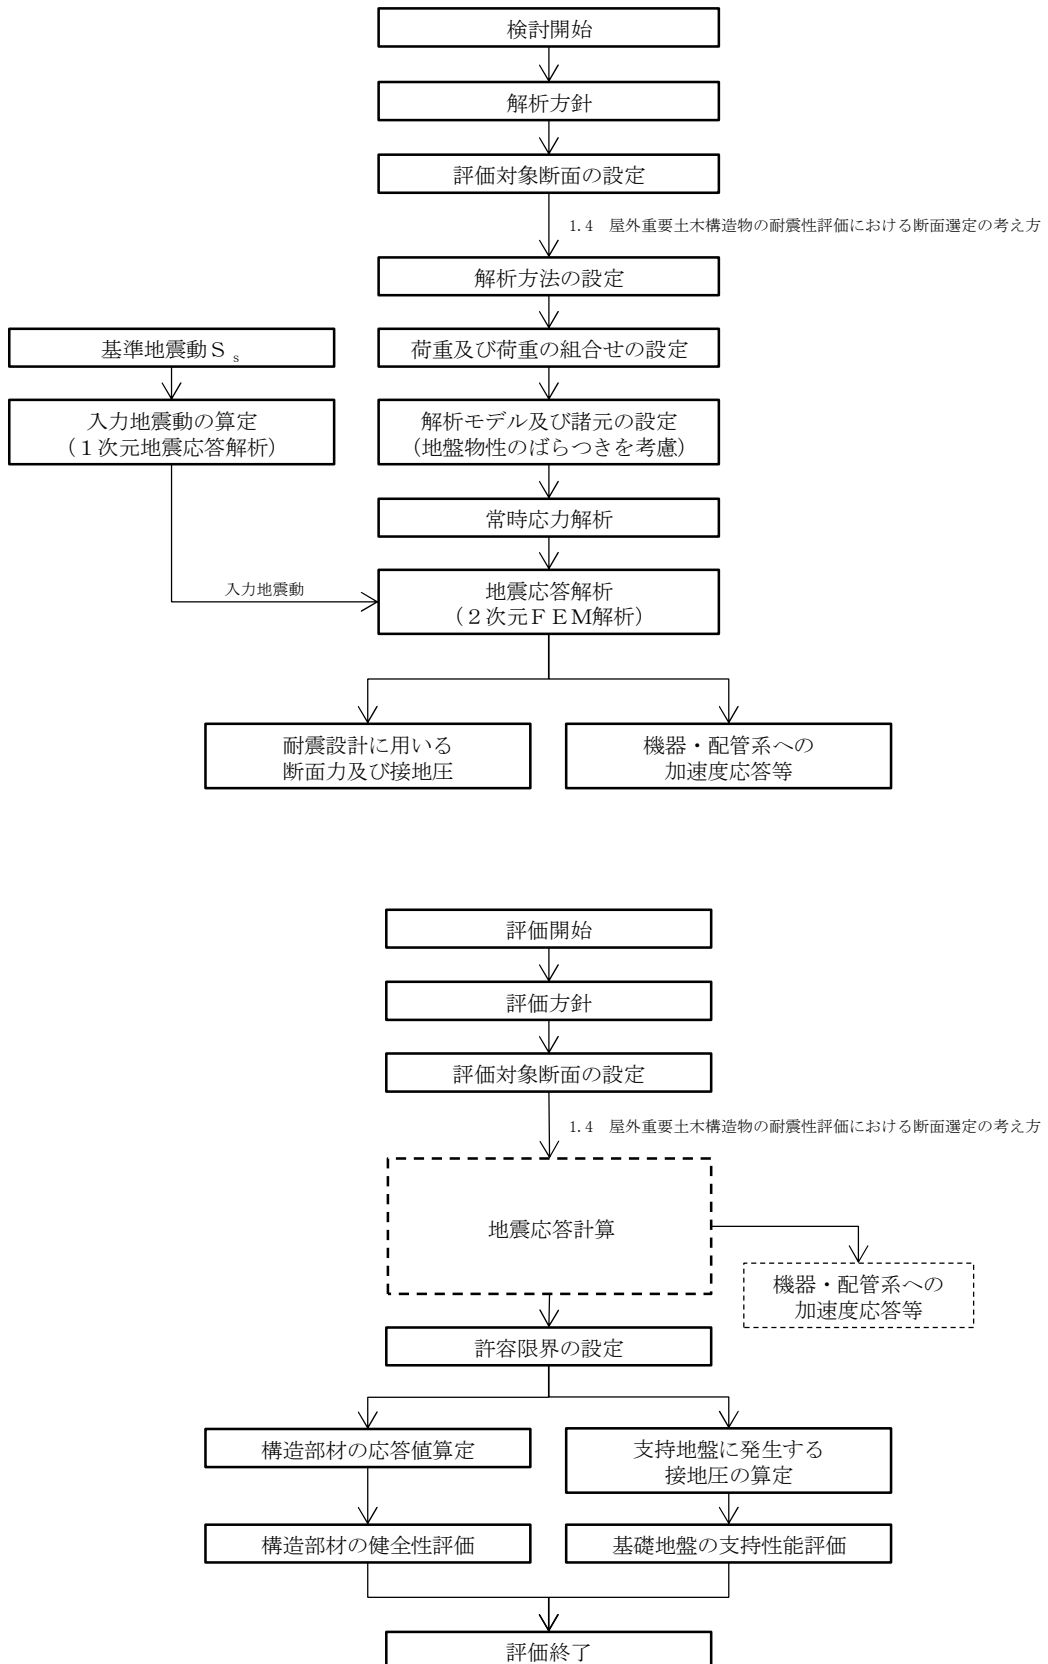 検討開始
解析方針
評価対象断面の設定
1.4　屋外重要土木構造物の耐震性評価における断面選定の考え方
解析方法の設定
基準地震動Ｓs
荷重及び荷重の組合せの設定
入力地震動の算定
（１次元地震応答解析）
解析モデル及び諸元の設定
（地盤物性のばらつきを考慮）
常時応力解析
入力地震動
地震応答解析
（２次元ＦＥＭ解析）
耐震設計に用いる
断面力及び接地圧
機器・配管系への
加速度応答等
評価開始
評価方針
評価対象断面の設定
1.4　屋外重要土木構造物の耐震性評価における断面選定の考え方
地震応答計算
機器・配管系への
加速度応答等
許容限界の設定
構造部材の応答値算定
支持地盤に発生する
接地圧の算定
構造部材の健全性評価
基礎地盤の支持性能評価
評価終了